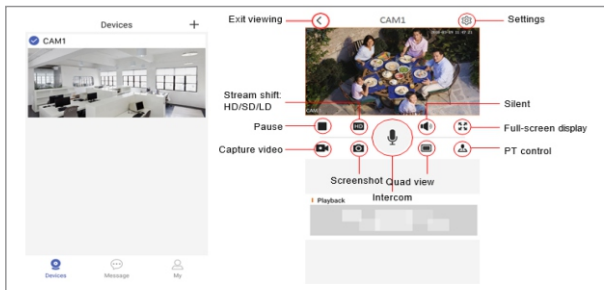 Devices
+
CAM1
Devices
Message
My
Exit viewing
CAM1
Settings
CAM1
Stream shift:
HD/SD/LD
HD
Silent
Pause
Full-screen display
Capture video
PT control
Screenshot
Quad view
Intercom
Playback